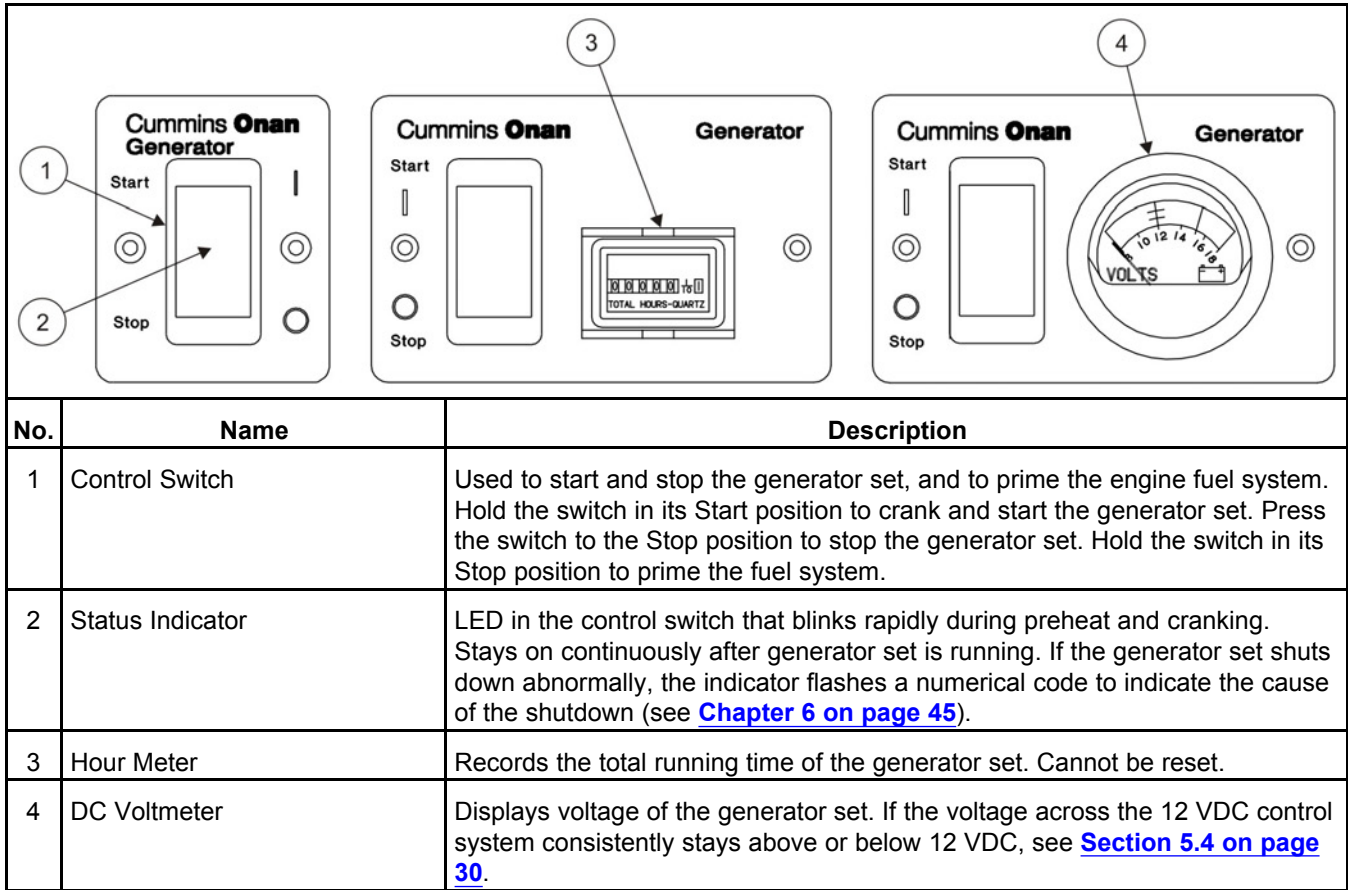 3
4
Cummins Onan
Generator
1
Start
2
Stop
Cummins Onan Generator
Start
Stop
0 0 0 0 0 1/10 1
TOTAL HOURS-QUARTZ
Cummins Onan Generator
Start
Stop
8 10 12 14 16 18
VOLTS
No. Name Description
1 Control Switch Used to start and stop the generator set, and to prime the engine fuel system.
Hold the switch in its Start position to crank and start the generator set. Press
the switch to the Stop position to stop the generator set. Hold the switch in its
Stop position to prime the fuel system.
2 Status Indicator LED in the control switch that blinks rapidly during preheat and cranking.
Stays on continuously after generator set is running. If the generator set shuts
down abnormally, the indicator flashes a numerical code to indicate the cause
of the shutdown (see Chapter 6 on page 45).
3 Hour Meter Records the total running time of the generator set. Cannot be reset.
4 DC Voltmeter Displays voltage of the generator set. If the voltage across the 12 VDC control
system consistently stays above or below 12 VDC, see Section 5.4 on page
30.